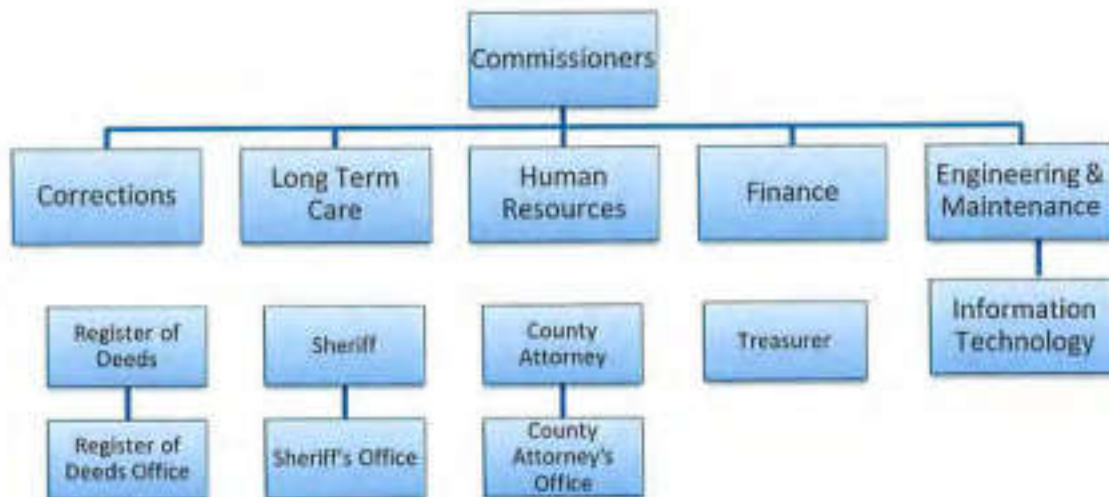 Commissioners
Corrections
Long Term
Care
Human
Resources
Finance
Engineering &
Maintenance
Register of
Deeds
Sheriff
County
Attorney
Treasurer
Information
Technology
Register of
Deeds Office
Sheriff's Office
County
Attorney's
Office